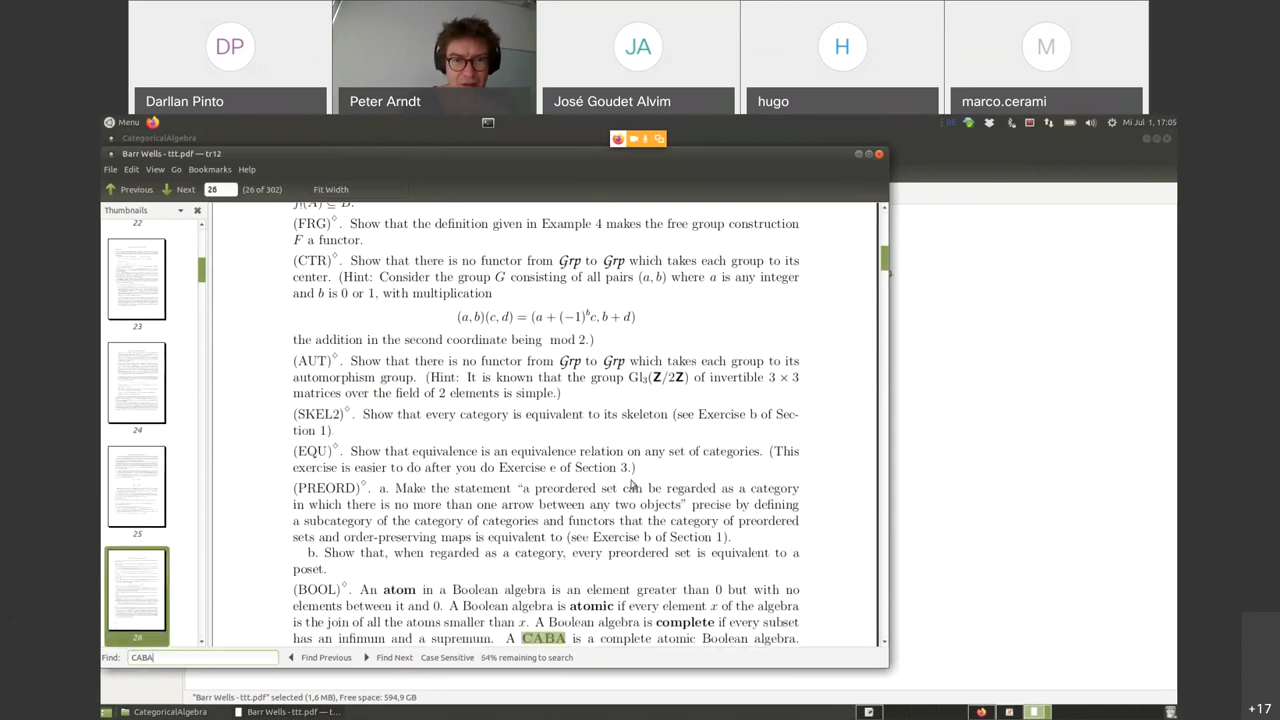 DP
JA
H
M
Darllan Pinto
Peter Arndt
José Goudet Alvim
hugo
marco.cerami
Menu
Mi Jul 1, 17:05
CategoricalAlgebra
Barr Wells - ttt.pdf — tr12
File Edit View Go Bookmarks Help
Previous Next 26 (26 of 302) Fit Width
Thumbnails
22
23
24
25
26
f!(A) ⊆ B.
(FRG)◊. Show that the definition given in Example 4 makes the free group construction
F a functor.
(CTR)◊. Show that there is no functor from Grp to Grp which takes each group to its
center. (Hint: Consider the group G consisting of all pairs (a, b) where a is any integer
and b is 0 or 1, with multiplication
(a, b)(c, d) = (a + (−1)ᵇc, b + d)
the addition in the second coordinate being mod 2.)
(AUT)◊. Show that there is no functor from Grp to Grp which takes each group to its
automorphism group. (Hint: It is known that the group Gl₃(Z/2Z) of invertible 3 × 3
matrices over the field of 2 elements is simple.)
(SKEL2)◊. Show that every category is equivalent to its skeleton (see Exercise b of Sec-
tion 1).
(EQU)◊. Show that equivalence is an equivalence relation on any set of categories. (This
exercise is easier to do after you do Exercise c of Section 3.)
(PREORD)◊. a. Make the statement “a preordered set can be regarded as a category
in which there is no more than one arrow between any two objects” precise by defining
a subcategory of the category of categories and functors that the category of preordered
sets and order-preserving maps is equivalent to (see Exercise b of Section 1).
b. Show that, when regarded as a category, every preordered set is equivalent to a
poset.
(BOOL)◊. An atom in a Boolean algebra is an element greater than 0 but with no
elements between it and 0. A Boolean algebra is atomic if every element x of the algebra
is the join of all the atoms smaller than x. A Boolean algebra is complete if every subset
has an infimum and a supremum. A CABA is a complete atomic Boolean algebra.
Find: CABA Find Previous Find Next Case Sensitive 54% remaining to search
"Barr Wells - ttt.pdf" selected (1,6 MB), Free space: 594,9 GB
CategoricalAlgebra
Barr Wells - ttt.pdf — t...
+17